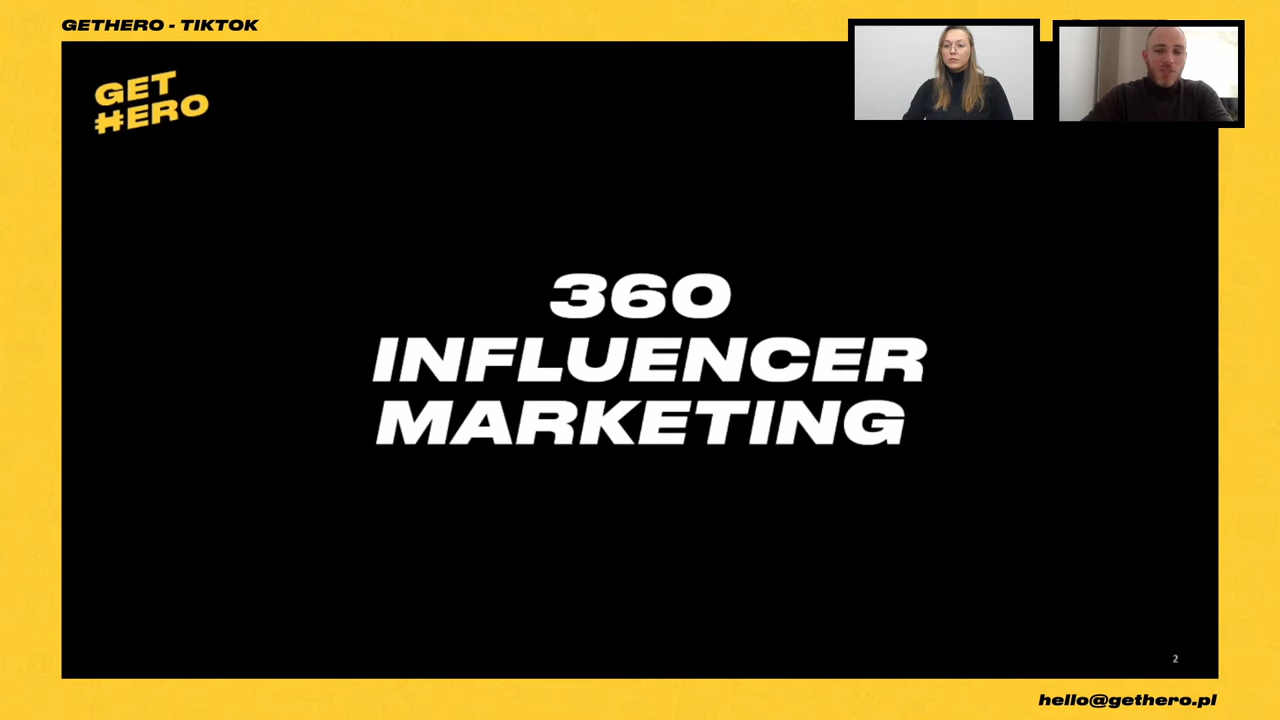 GETHERO - TIKTOK
GET
HERO
360
INFLUENCER
MARKETING
2
hello@gethero.pl